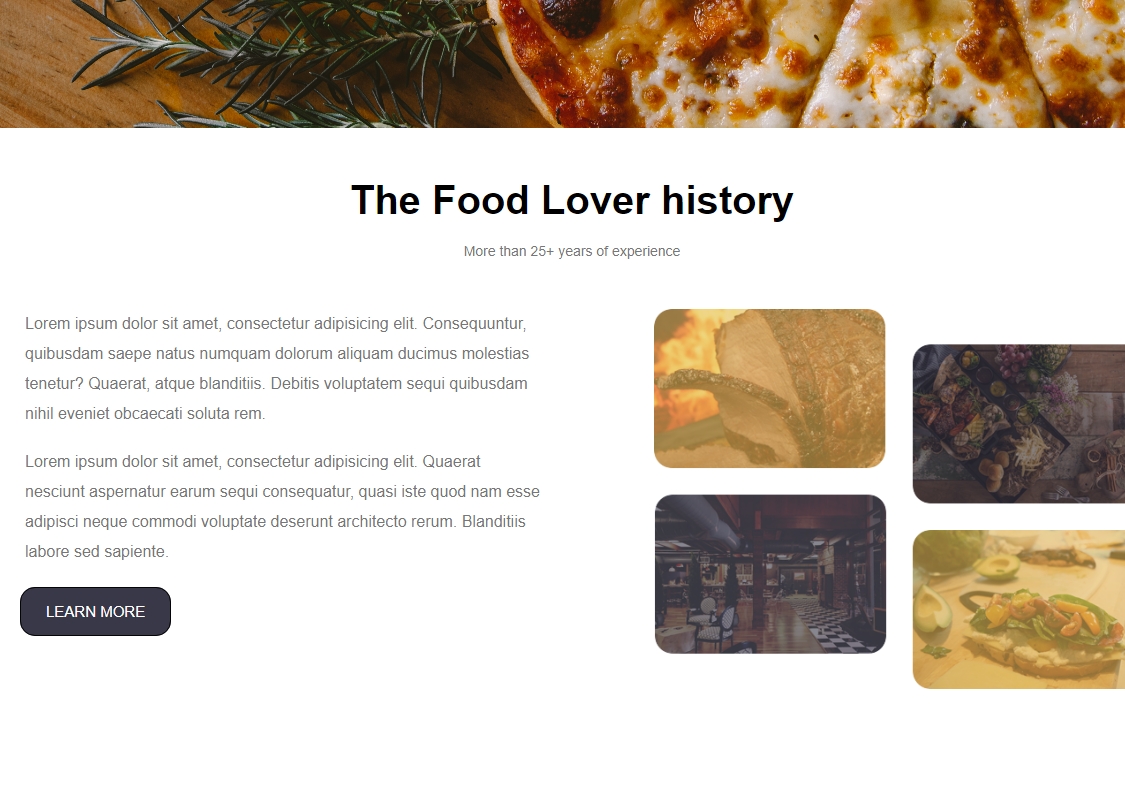 The Food Lover history
More than 25+ years of experience
Lorem ipsum dolor sit amet, consectetur adipisicing elit. Consequuntur,
quibusdam saepe natus numquam dolorum aliquam ducimus molestias
tenetur? Quaerat, atque blanditiis. Debitis voluptatem sequi quibusdam
nihil eveniet obcaecati soluta rem.
Lorem ipsum dolor sit amet, consectetur adipisicing elit. Quaerat
nesciunt aspernatur earum sequi consequatur, quasi iste quod nam esse
adipisci neque commodi voluptate deserunt architecto rerum. Blanditiis
labore sed sapiente.
LEARN MORE